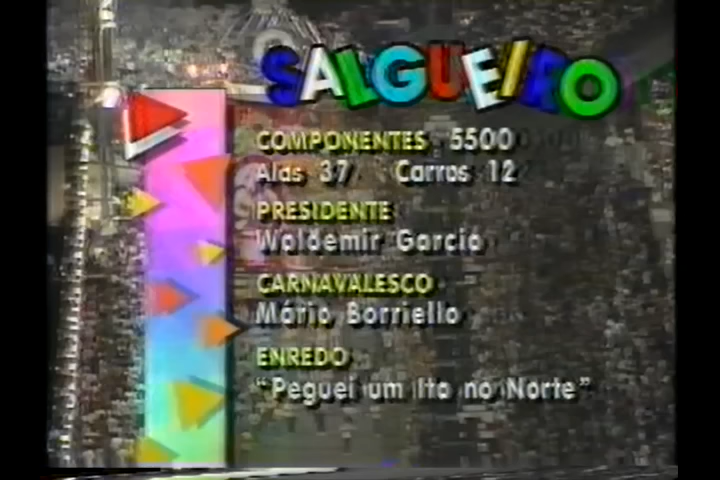 SALGUEIRO
COMPONENTES 5500
Alas 37 Carros 12
PRESIDENTE
Waldemir Garcia
CARNAVALESCO
Mário Borriello
ENREDO
"Peguei um Ita no Norte"